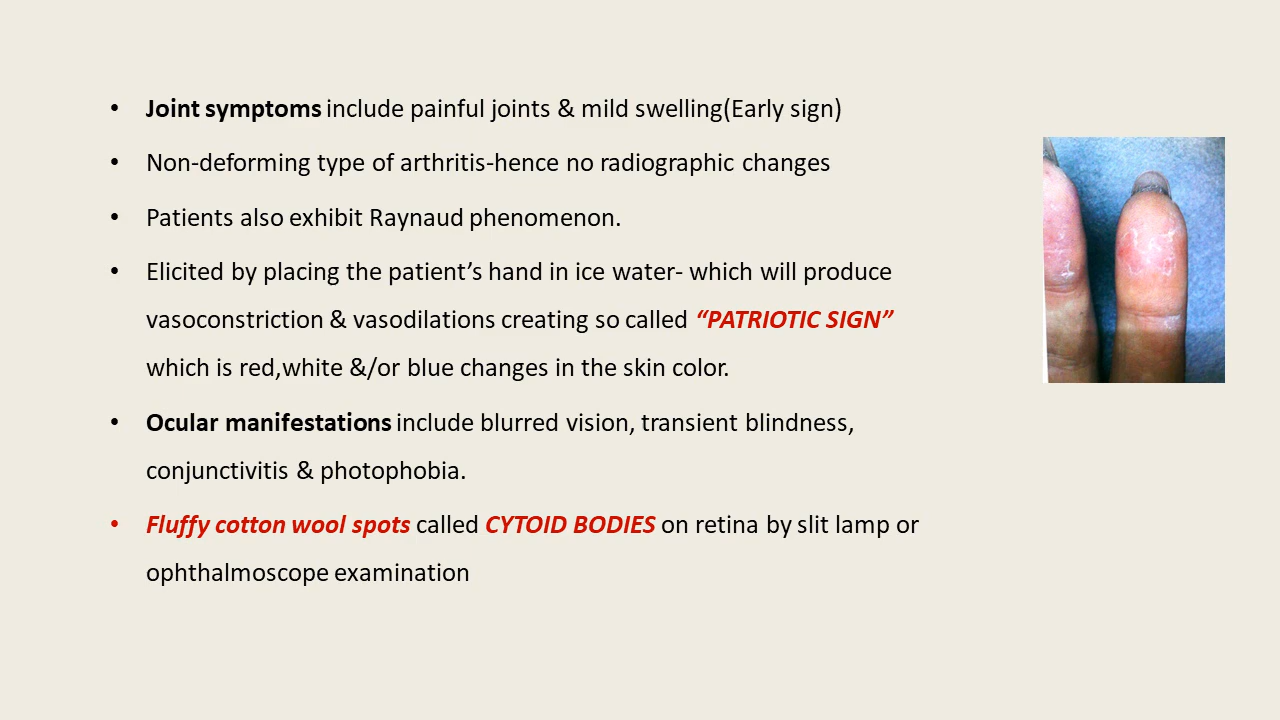 • Joint symptoms include painful joints & mild swelling(Early sign)
• Non-deforming type of arthritis-hence no radiographic changes
• Patients also exhibit Raynaud phenomenon.
• Elicited by placing the patient’s hand in ice water- which will produce
vasoconstriction & vasodilations creating so called “PATRIOTIC SIGN”
which is red,white &/or blue changes in the skin color.
• Ocular manifestations include blurred vision, transient blindness,
conjunctivitis & photophobia.
• Fluffy cotton wool spots called CYTOID BODIES on retina by slit lamp or
ophthalmoscope examination